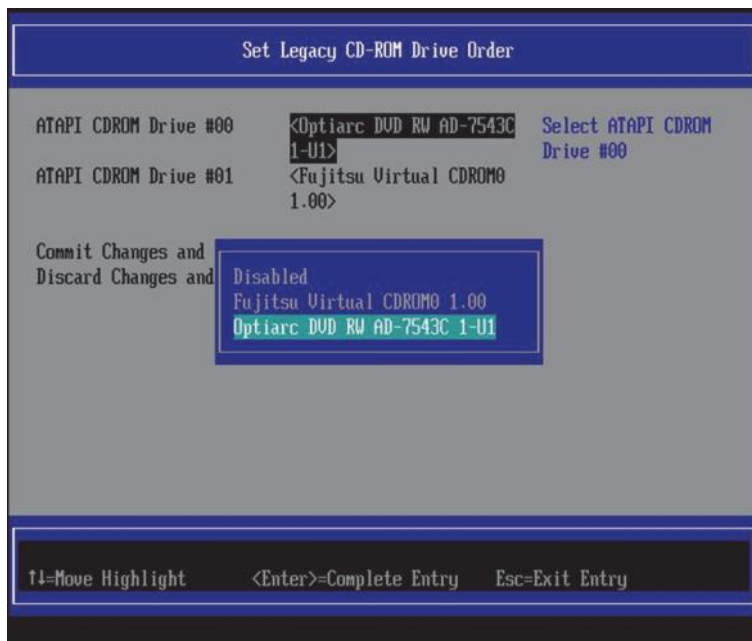 Set Legacy CD-ROM Drive Order
ATAPI CDROM Drive #00
<Optiarc DVD RW AD-7543C
1-U1>
Select ATAPI CDROM
Drive #00
ATAPI CDROM Drive #01
<Fujitsu Virtual CDROM0
1.00>
Commit Changes and
Discard Changes and
Disabled
Fujitsu Virtual CDROM0 1.00
Optiarc DVD RW AD-7543C 1-U1
↑↓=Move Highlight
<Enter>=Complete Entry
Esc=Exit Entry